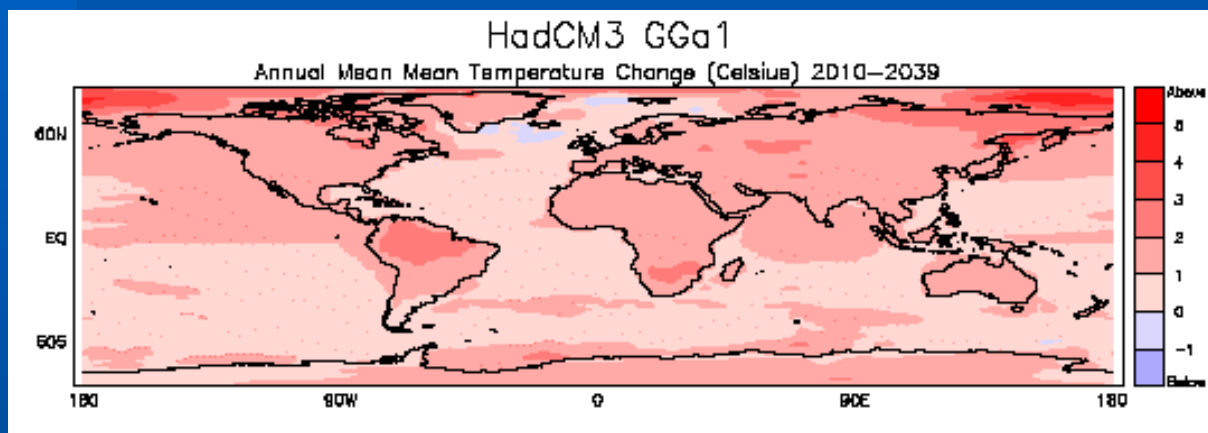 HadCM3 GGa1
Annual Mean Mean Temperature Change (Celsius) 2010-2039
Above
5
4
3
2
1
0
-1
Below
60N
EQ
60S
180
90W
0
90E
180